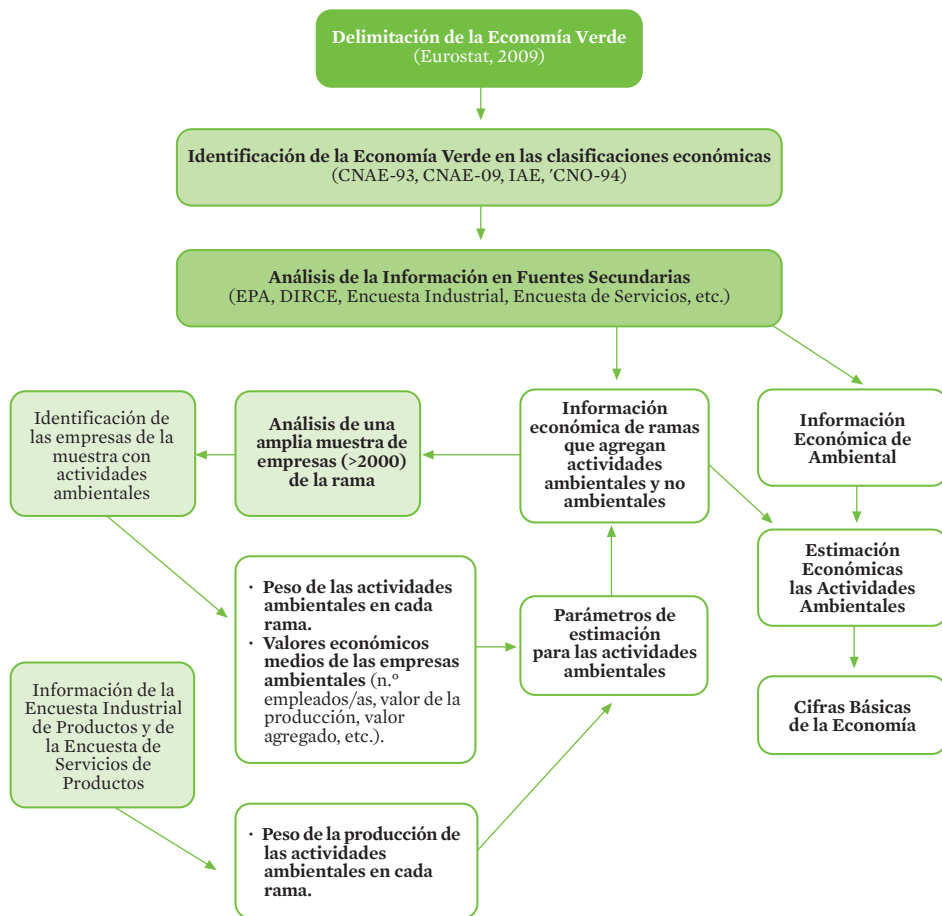 Delimitación de la Economía Verde
(Eurostat, 2009)
Identificación de la Economía Verde en las clasificaciones económicas
(CNAE-93, CNAE-09, IAE, 'CNO-94)
Análisis de la Información en Fuentes Secundarias
(EPA, DIRCE, Encuesta Industrial, Encuesta de Servicios, etc.)
Identificación de
las empresas de la
muestra con
actividades
ambientales
Análisis de una
amplia muestra de
empresas (>2000)
de la rama
Información
económica de ramas
que agregan
actividades
ambientales y no
ambientales
Información
Económica de
Ambiental
· Peso de las actividades
ambientales en cada
rama.
· Valores económicos
medios de las empresas
ambientales (n.º
empleados/as, valor de la
producción, valor
agregado, etc.).
Parámetros de
estimación
para las actividades
ambientales
Estimación
Económicas
las Actividades
Ambientales
Información de la
Encuesta Industrial
de Productos y de
la Encuesta de
Servicios de
Productos
Cifras Básicas
de la Economía
· Peso de la producción de
las actividades
ambientales en cada
rama.